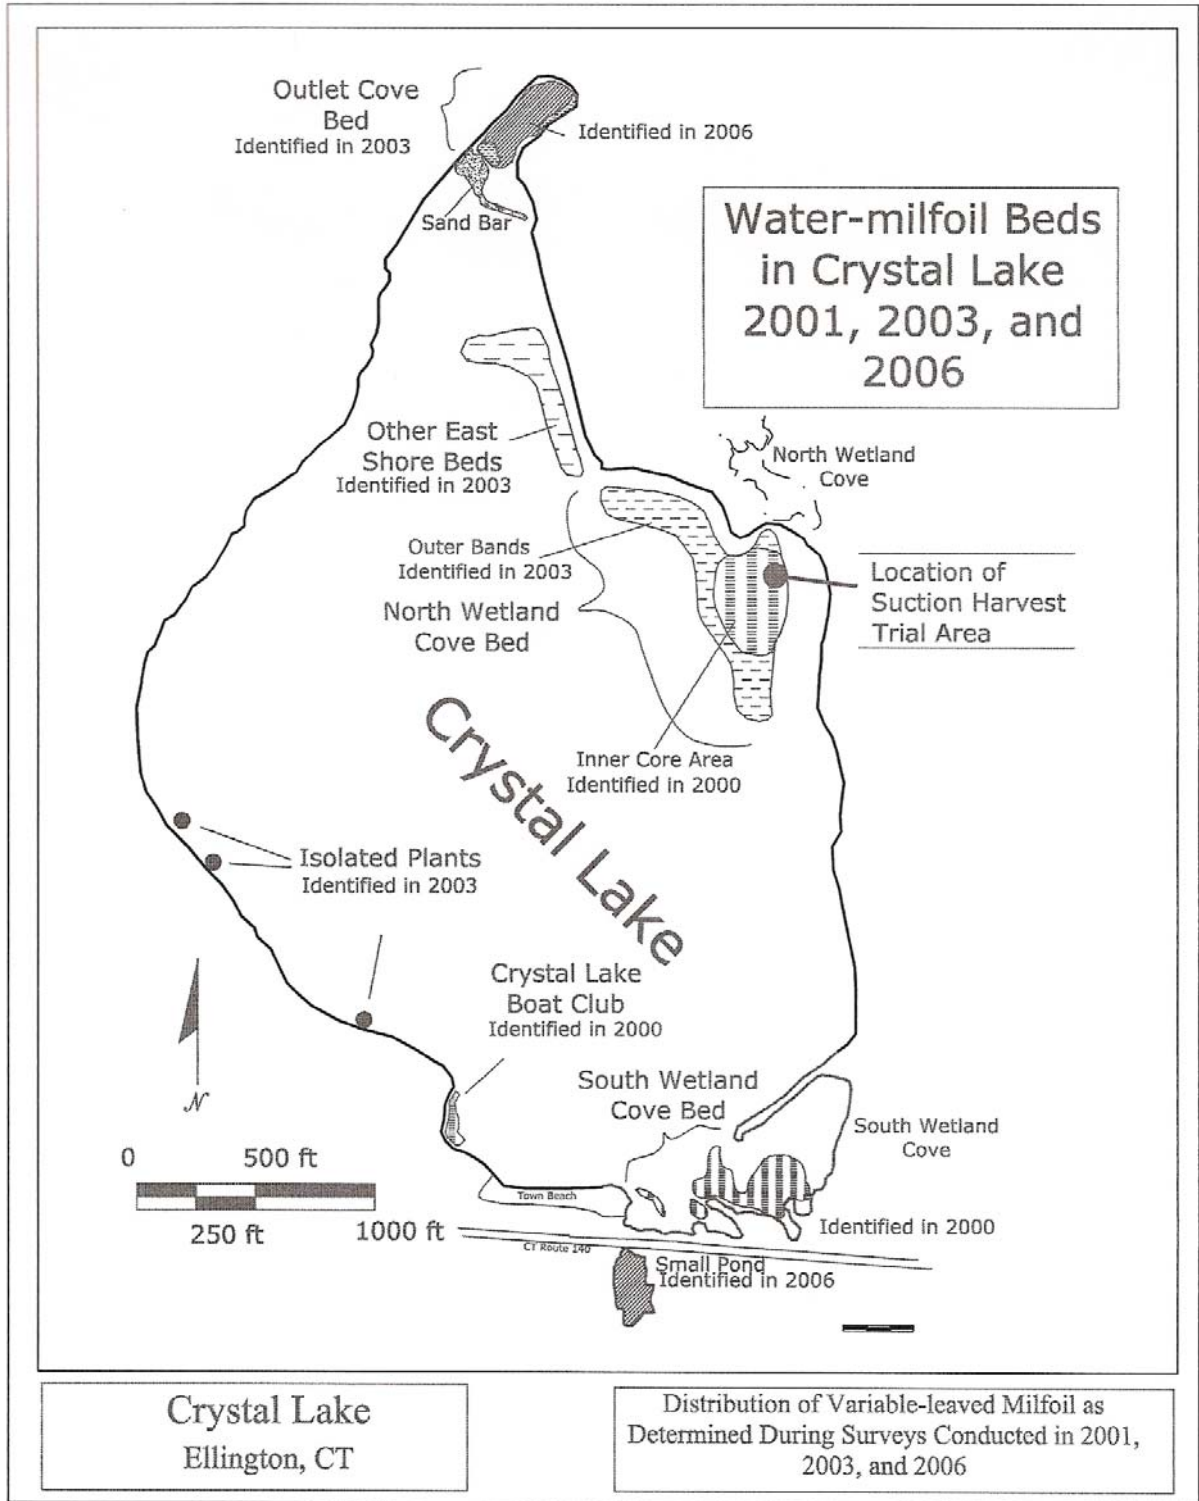 Outlet Cove
Bed
Identified in 2003
Identified in 2006
Sand Bar
Water-milfoil Beds
in Crystal Lake
2001, 2003, and
2006
Other East
Shore Beds
Identified in 2003
North Wetland
Cove
Outer Bands
Identified in 2003
North Wetland
Cove Bed
Location of
Suction Harvest
Trial Area
Crystal Lake
Inner Core Area
Identified in 2000
Isolated Plants
Identified in 2003
Crystal Lake
Boat Club
Identified in 2000
N
South Wetland
Cove Bed
South Wetland
Cove
0 500 ft
250 ft 1000 ft
Town Beach
Identified in 2000
CT Route 140
Small Pond
Identified in 2006
Crystal Lake
Ellington, CT
Distribution of Variable-leaved Milfoil as
Determined During Surveys Conducted in 2001,
2003, and 2006